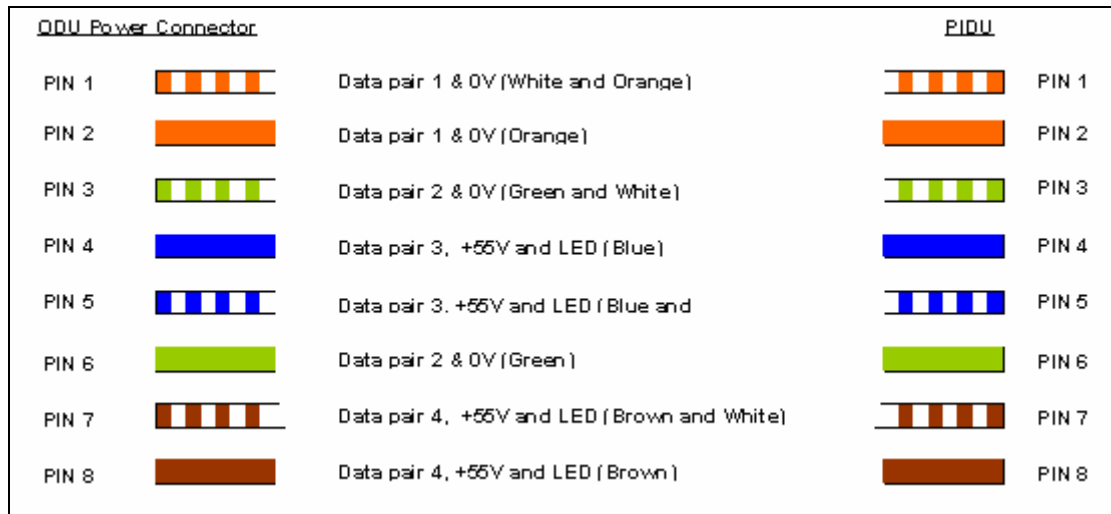 ODU Power Connector PIDU
PIN 1 Data pair 1 & 0V (White and Orange) PIN 1
PIN 2 Data pair 1 & 0V (Orange) PIN 2
PIN 3 Data pair 2 & 0V (Green and White) PIN 3
PIN 4 Data pair 3, +55V and LED (Blue) PIN 4
PIN 5 Data pair 3. +55V and LED (Blue and PIN 5
PIN 6 Data pair 2 & 0V (Green) PIN 6
PIN 7 Data pair 4, +55V and LED (Brown and White) PIN 7
PIN 8 Data pair 4, +55V and LED (Brown) PIN 8